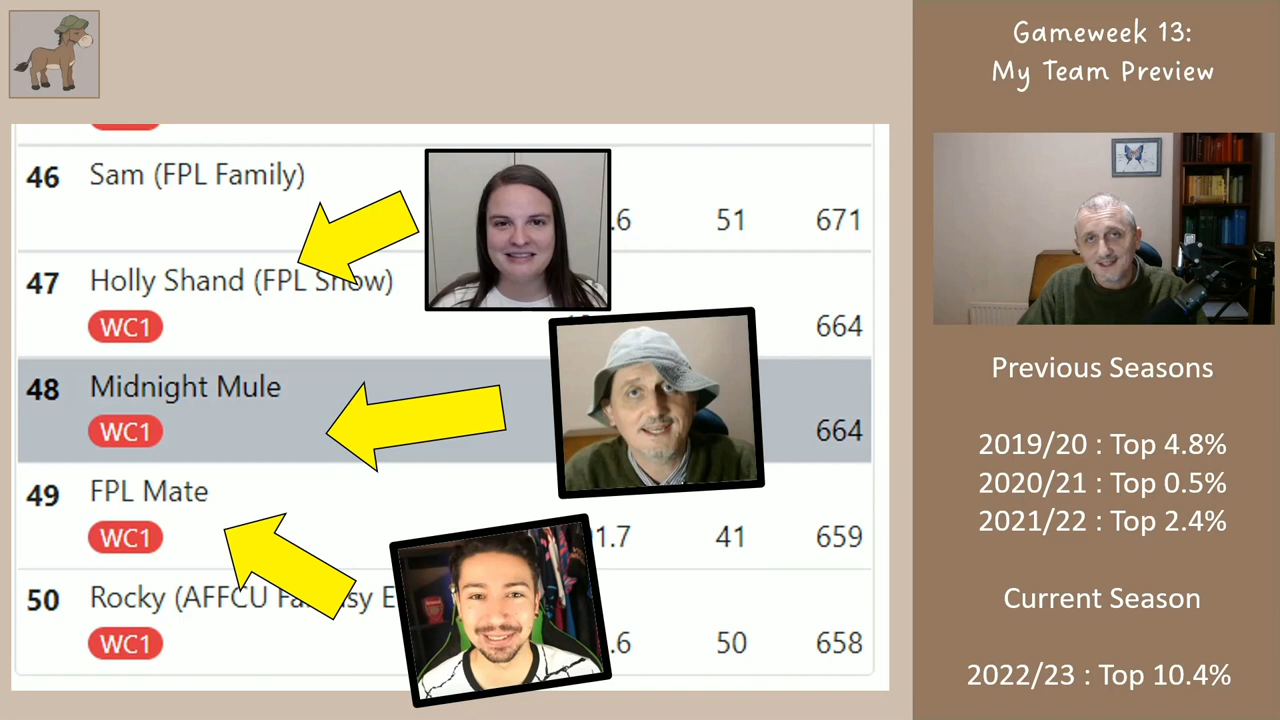 Gameweek 13:
My Team Preview
46 Sam (FPL Family)
.6 51 671
47 Holly Shand (FPL Show)
WC1 664
48 Midnight Mule
WC1 664
49 FPL Mate
WC1 1.7 41 659
50 Rocky (AFFCU Fantasy E
WC1 .6 50 658
Previous Seasons
2019/20 : Top 4.8%
2020/21 : Top 0.5%
2021/22 : Top 2.4%
Current Season
2022/23 : Top 10.4%